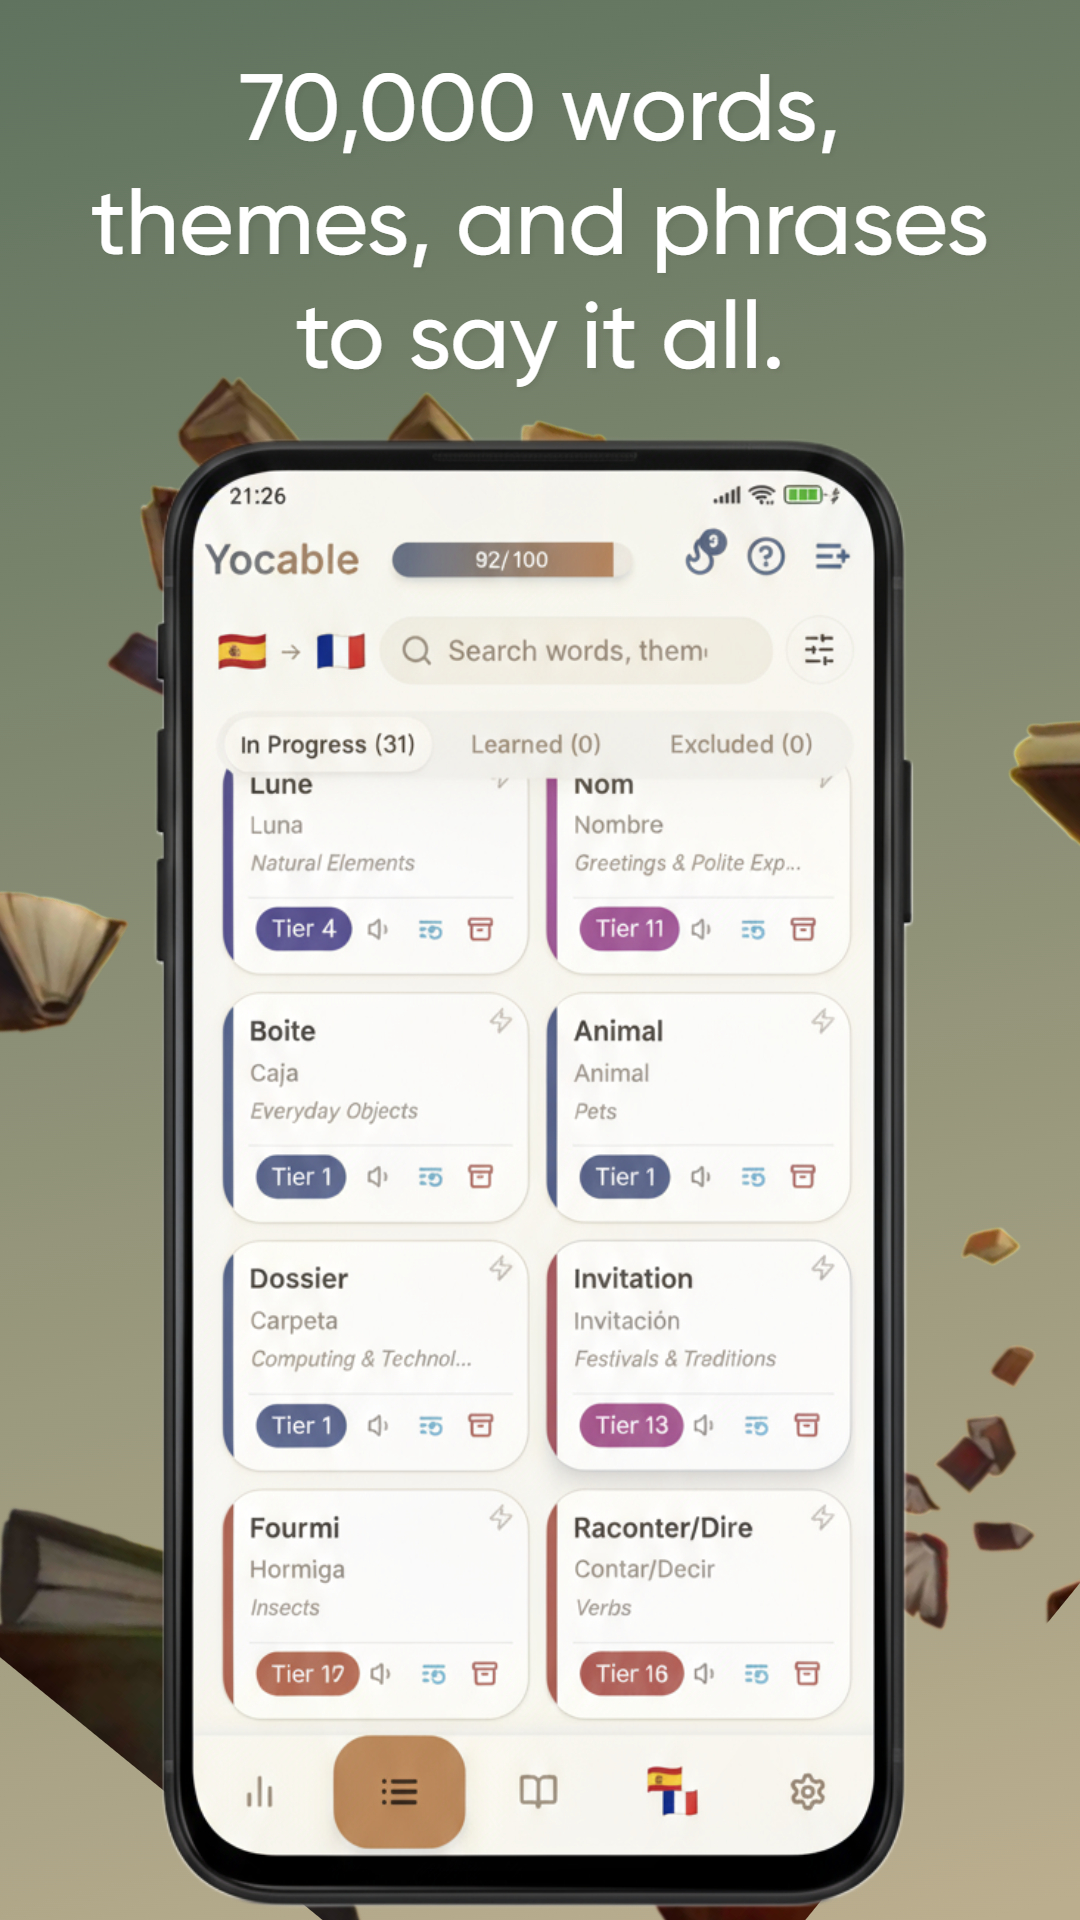 70,000 words,
themes, and phrases
to say it all.
21:26
Yocable
92/100
Search words, them
In Progress (31)
Learned (0)
Excluded (0)
Lune
Luna
Natural Elements
Tier 4
Nom
Nombre
Greetings & Polite Exp...
Tier 11
Boite
Caja
Everyday Objects
Tier 1
Animal
Animal
Pets
Tier 1
Dossier
Carpeta
Computing & Technol...
Tier 1
Invitation
Invitación
Festivals & Traditions
Tier 13
Fourmi
Hormiga
Insects
Tier 17
Raconter/Dire
Contar/Decir
Verbs
Tier 16